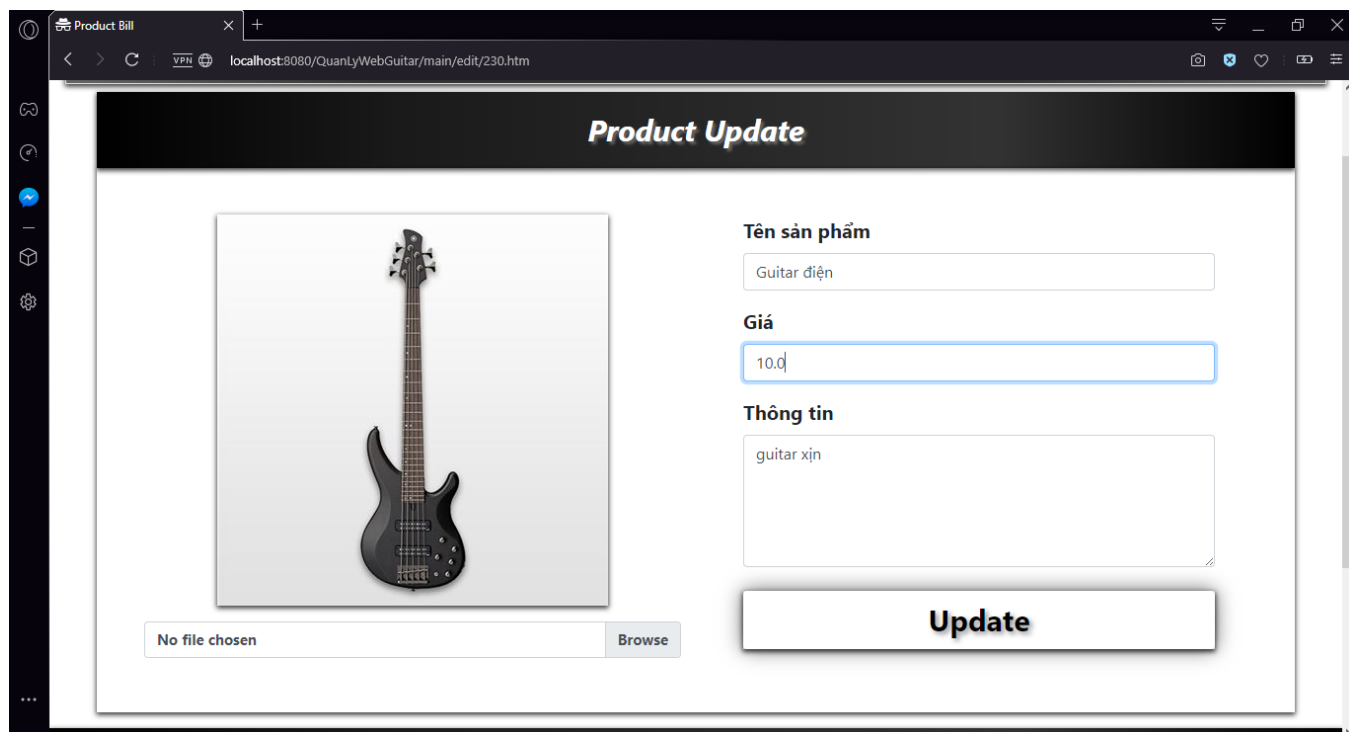 Product Bill
VPN
localhost:8080/QuanLyWebGuitar/main/edit/230.htm
Product Update
Tên sản phẩm
Guitar điện
Giá
10.0
Thông tin
guitar xịn
No file chosen
Browse
Update